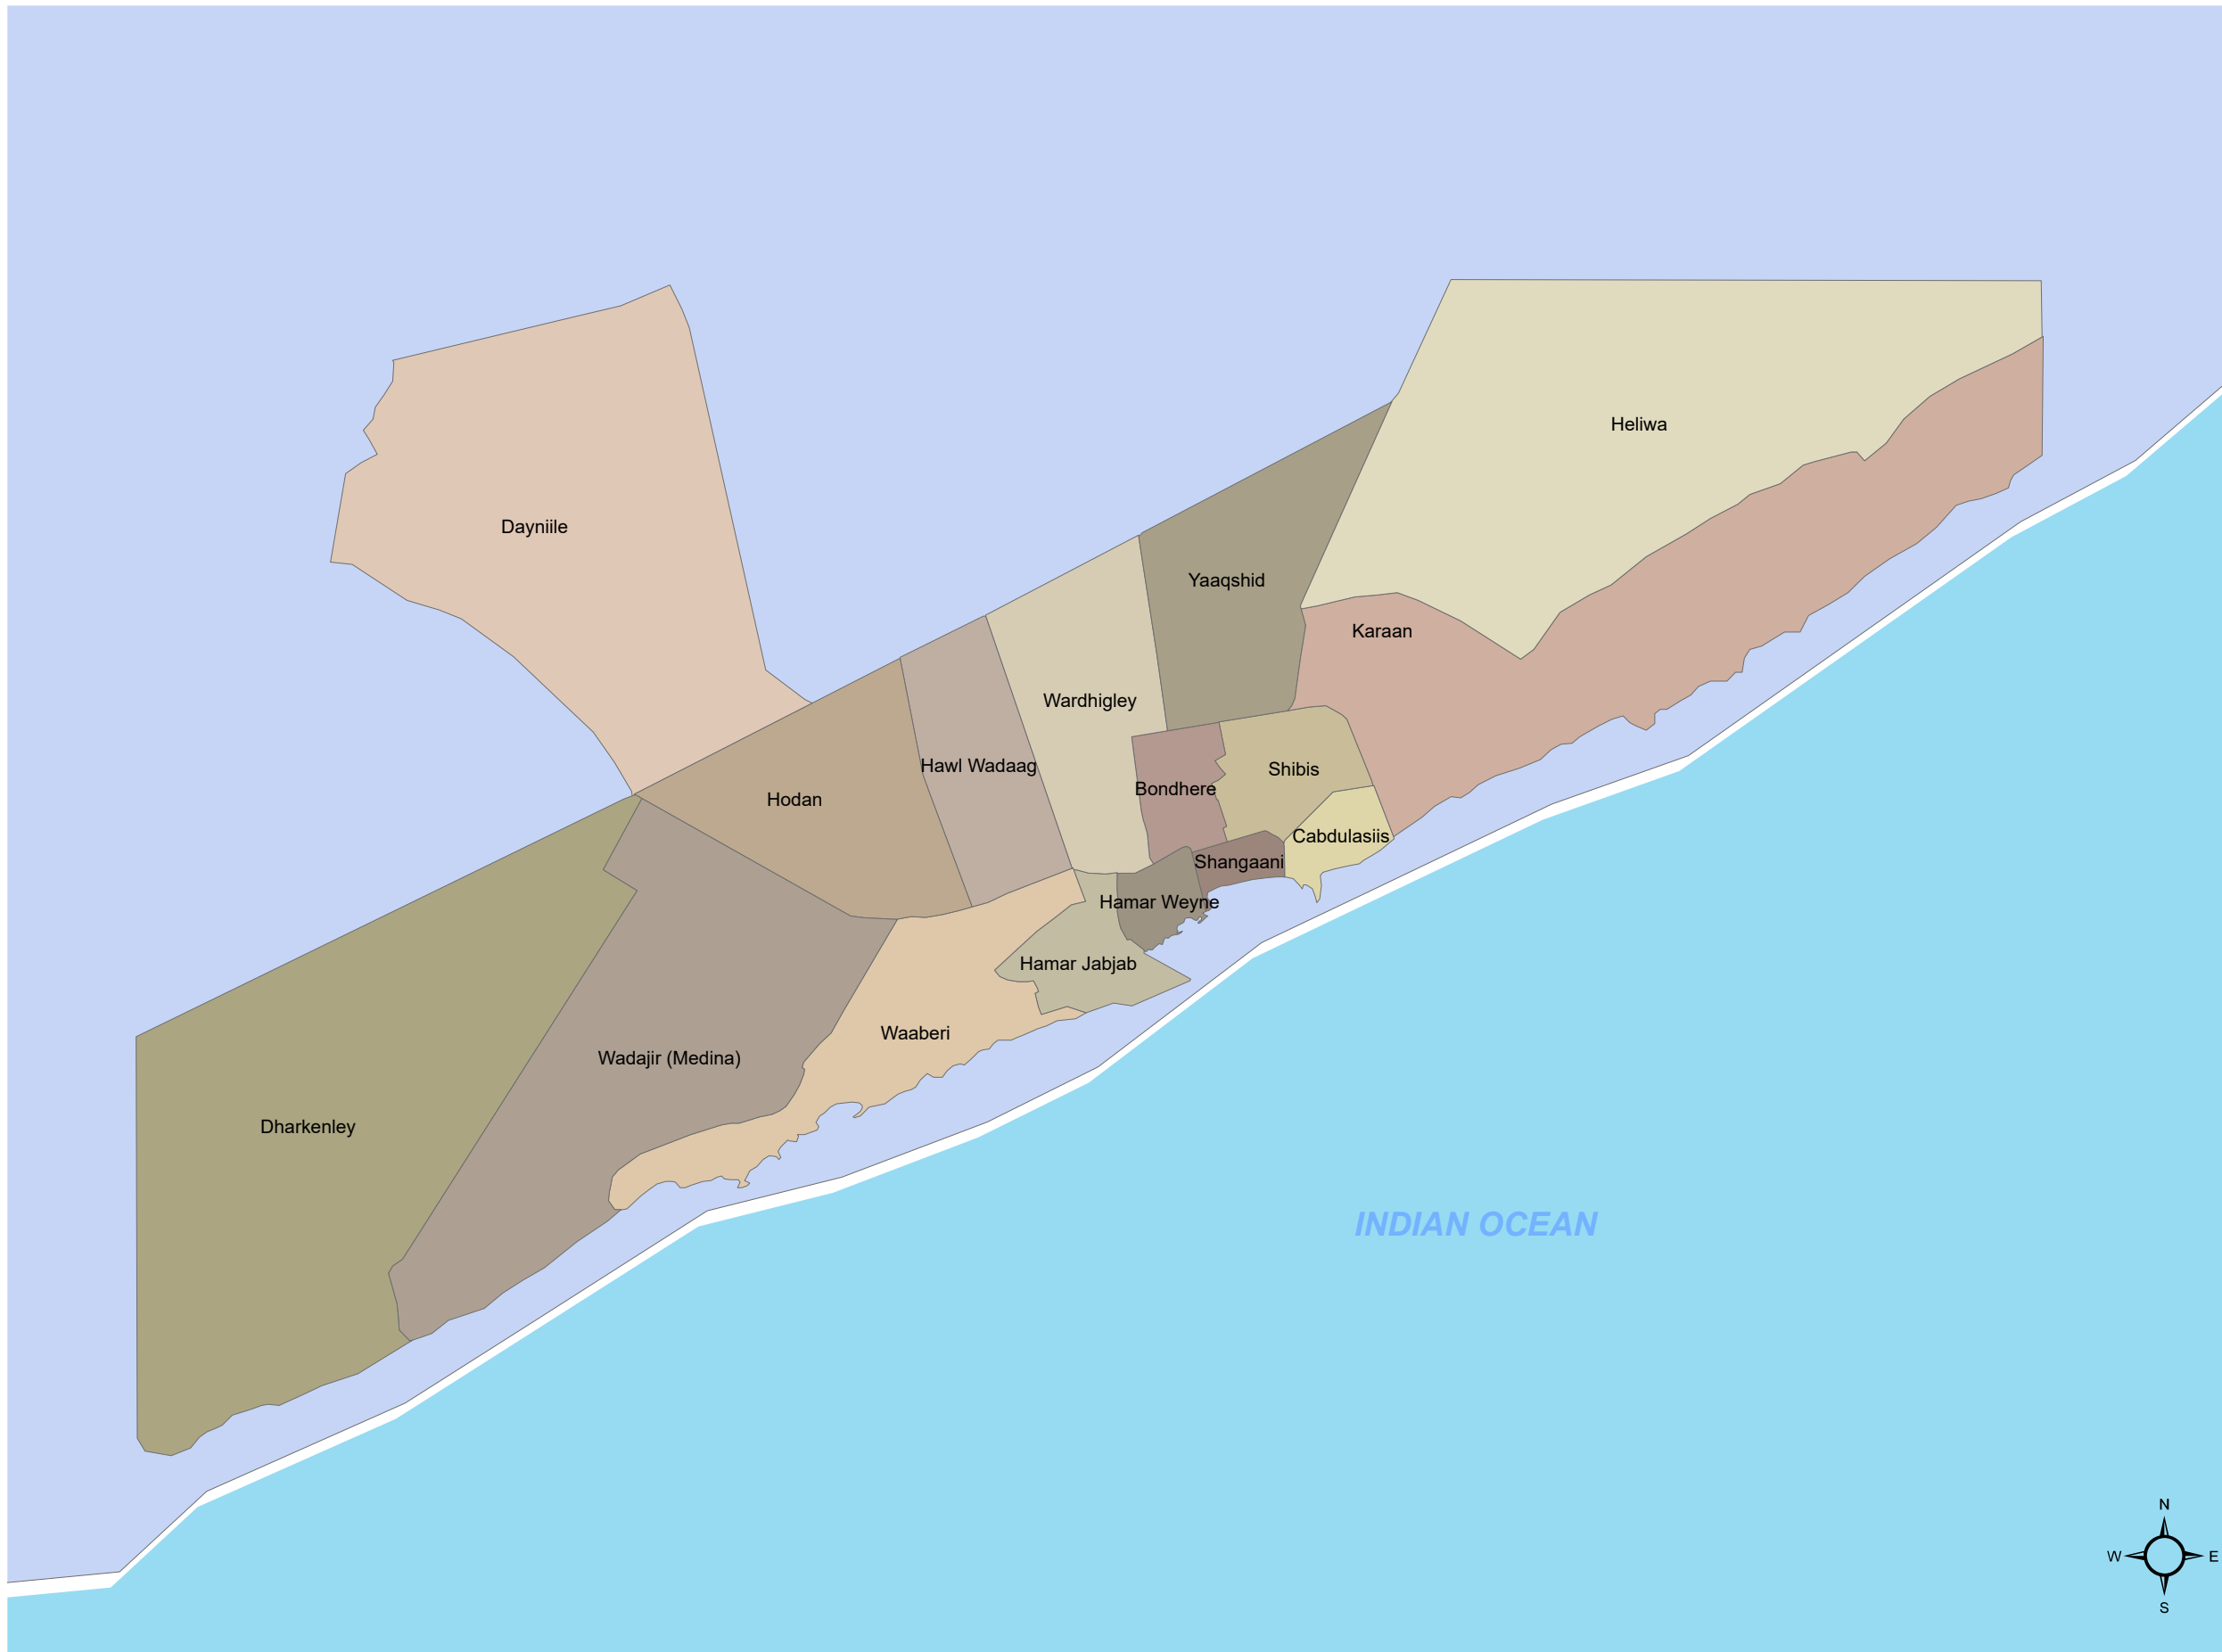 Heliwa
Dayniile
Yaaqshid
Karaan
Wardhigley
Hawl Wadaag
Shibis
Bondhere
Hodan
Cabdulasiis
Shangaani
Hamar Weyne
Hamar Jabjab
Waaberi
Wadajir (Medina)
Dharkenley
INDIAN OCEAN
N
W
E
S